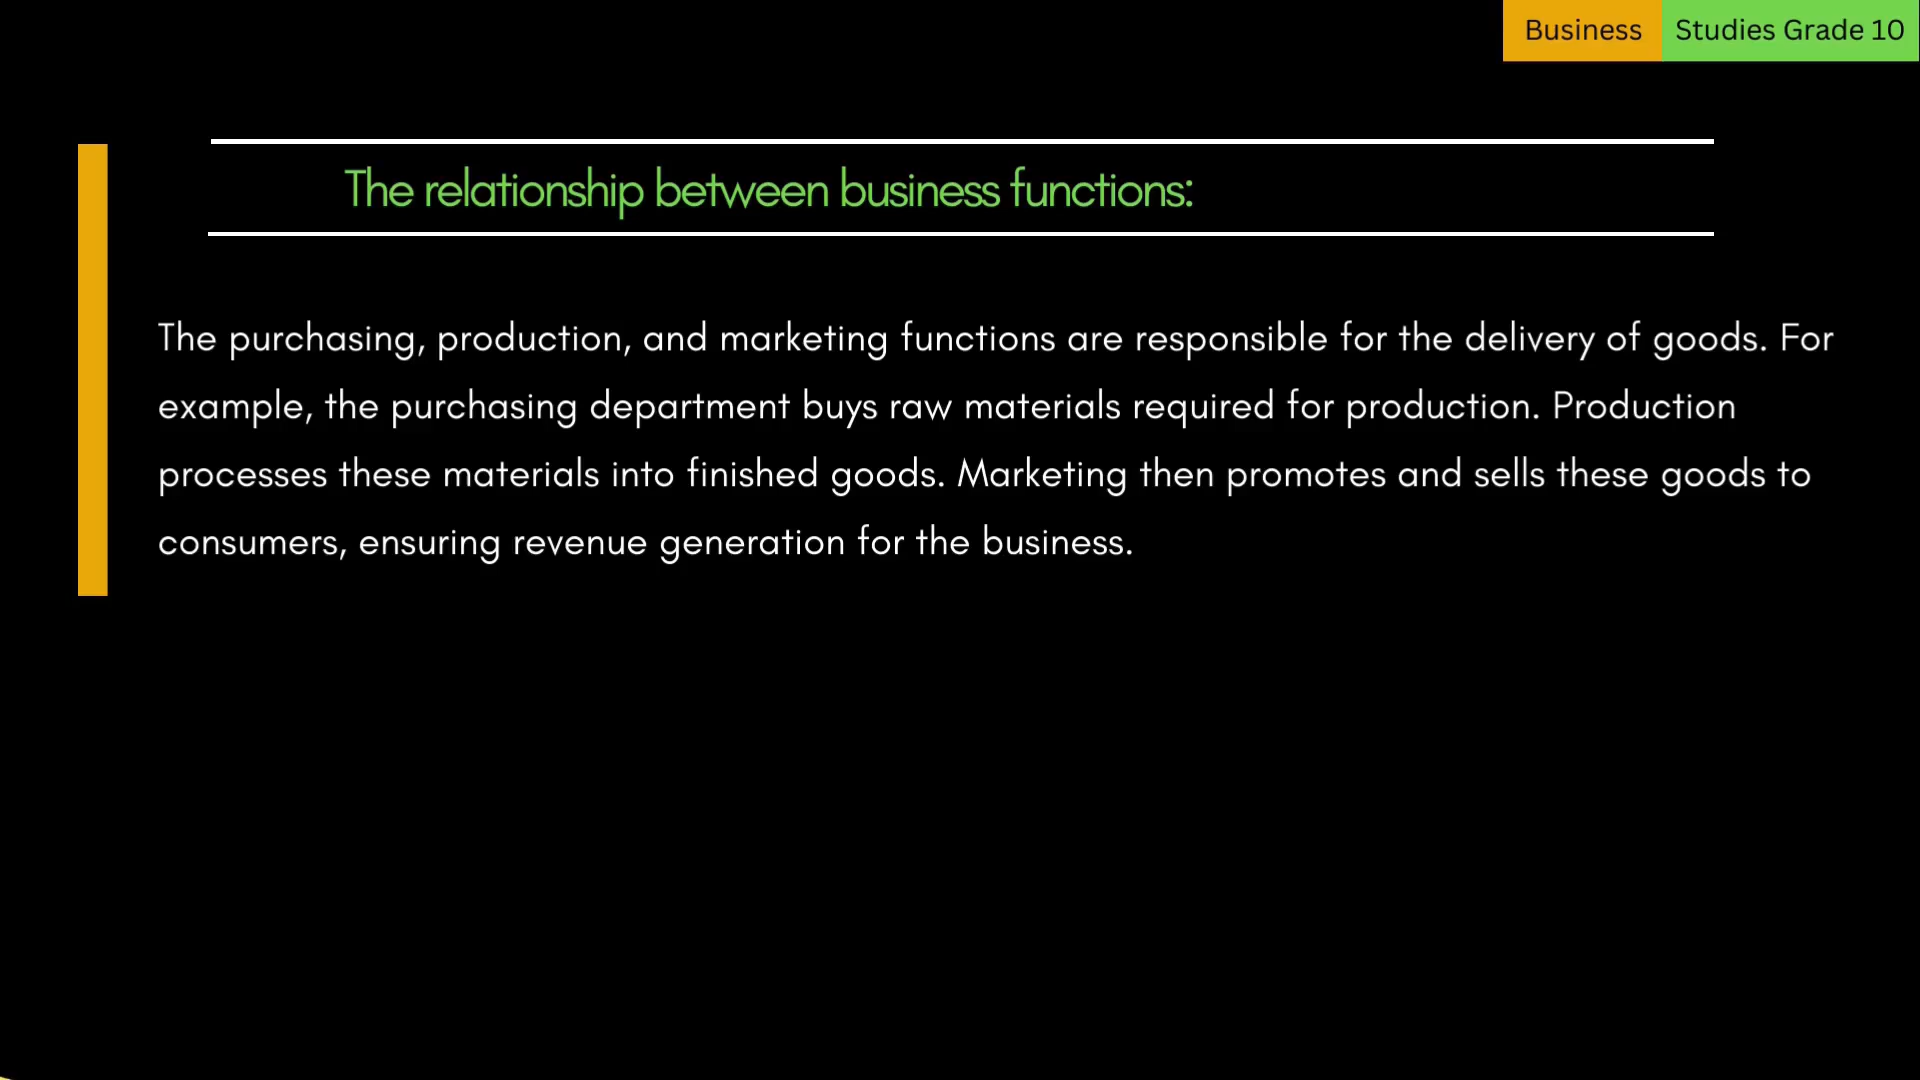 Business Studies Grade 10
The relationship between business functions:
The purchasing, production, and marketing functions are responsible for the delivery of goods. For
example, the purchasing department buys raw materials required for production. Production
processes these materials into finished goods. Marketing then promotes and sells these goods to
consumers, ensuring revenue generation for the business.